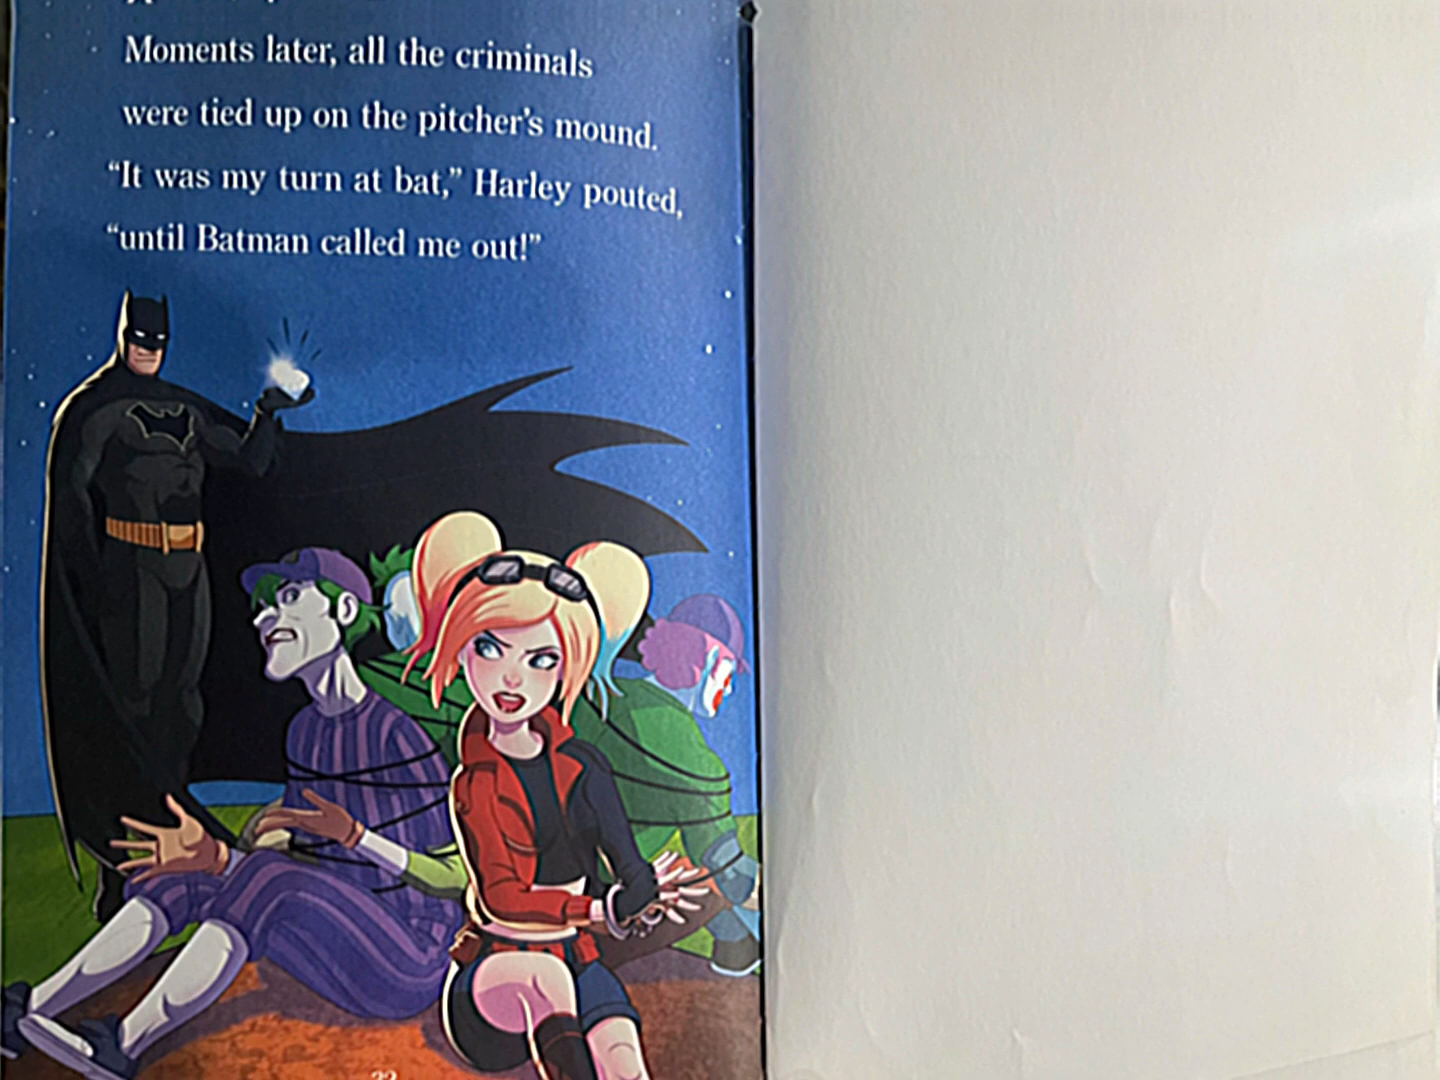 Moments later, all the criminals
were tied up on the pitcher's mound.
“It was my turn at bat,” Harley pouted,
“until Batman called me out!”